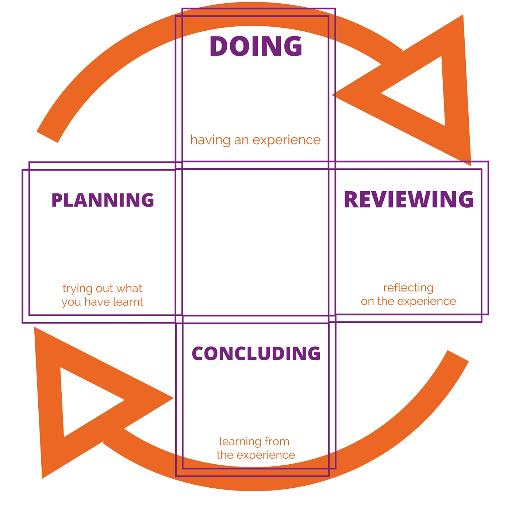 DOING
having an experience
PLANNING
trying out what
you have learnt
REVIEWING
reflecting
on the experience
CONCLUDING
learning from
the experience